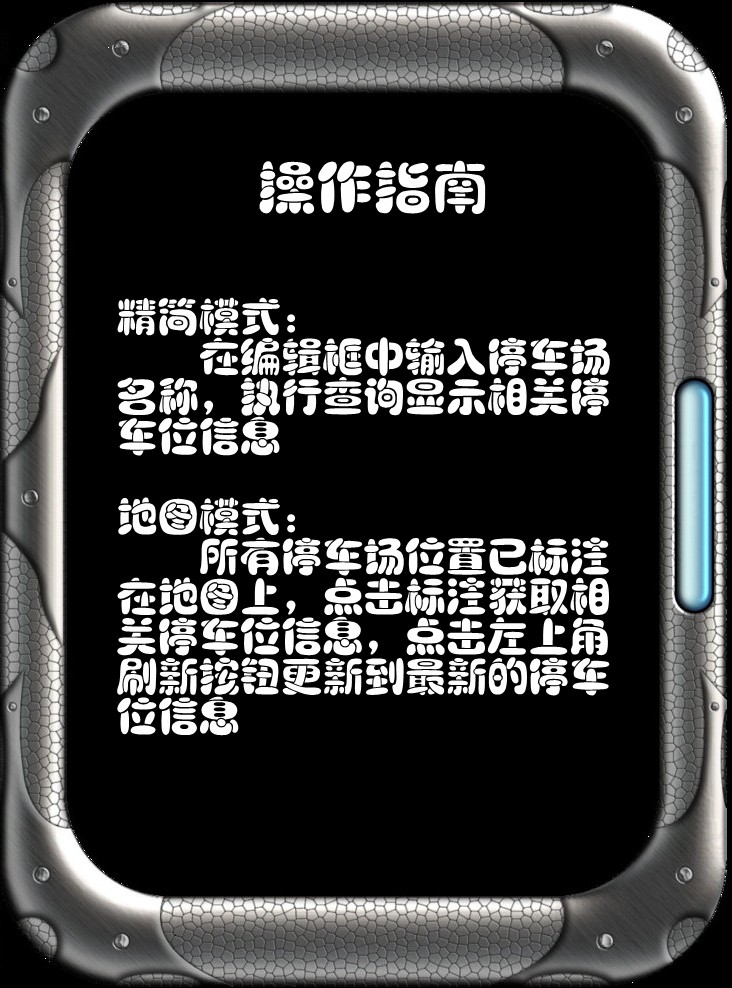 操作指南
精简模式：
在编辑框中输入停车场
名称，执行查询显示相关停
车位信息
地图模式：
所有停车场位置已标注
在地图上，点击标注获取相
关停车位信息，点击左上角
刷新按钮更新到最新的停车
位信息